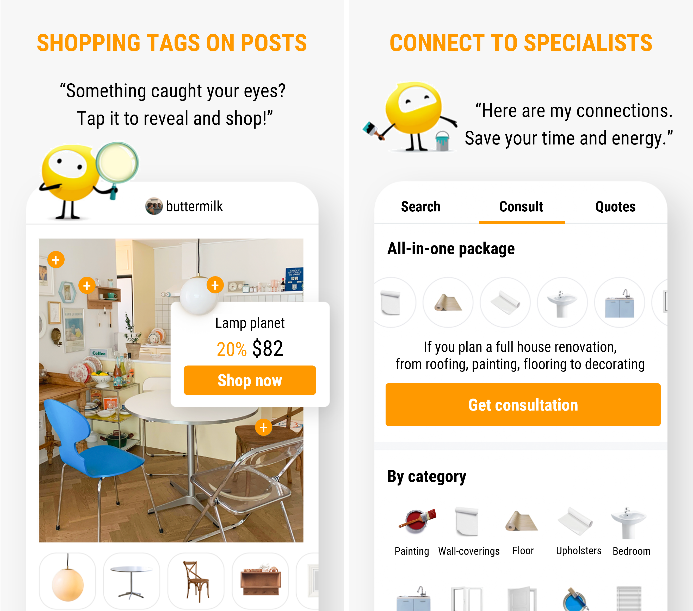 SHOPPING TAGS ON POSTS
“Something caught your eyes?
Tap it to reveal and shop!”
buttermilk
Lamp planet
20% $82
Shop now
CONNECT TO SPECIALISTS
“Here are my connections.
Save your time and energy.”
Search Consult Quotes
All-in-one package
If you plan a full house renovation,
from roofing, painting, flooring to decorating
Get consultation
By category
Painting Wall-coverings Floor Upholsters Bedroom